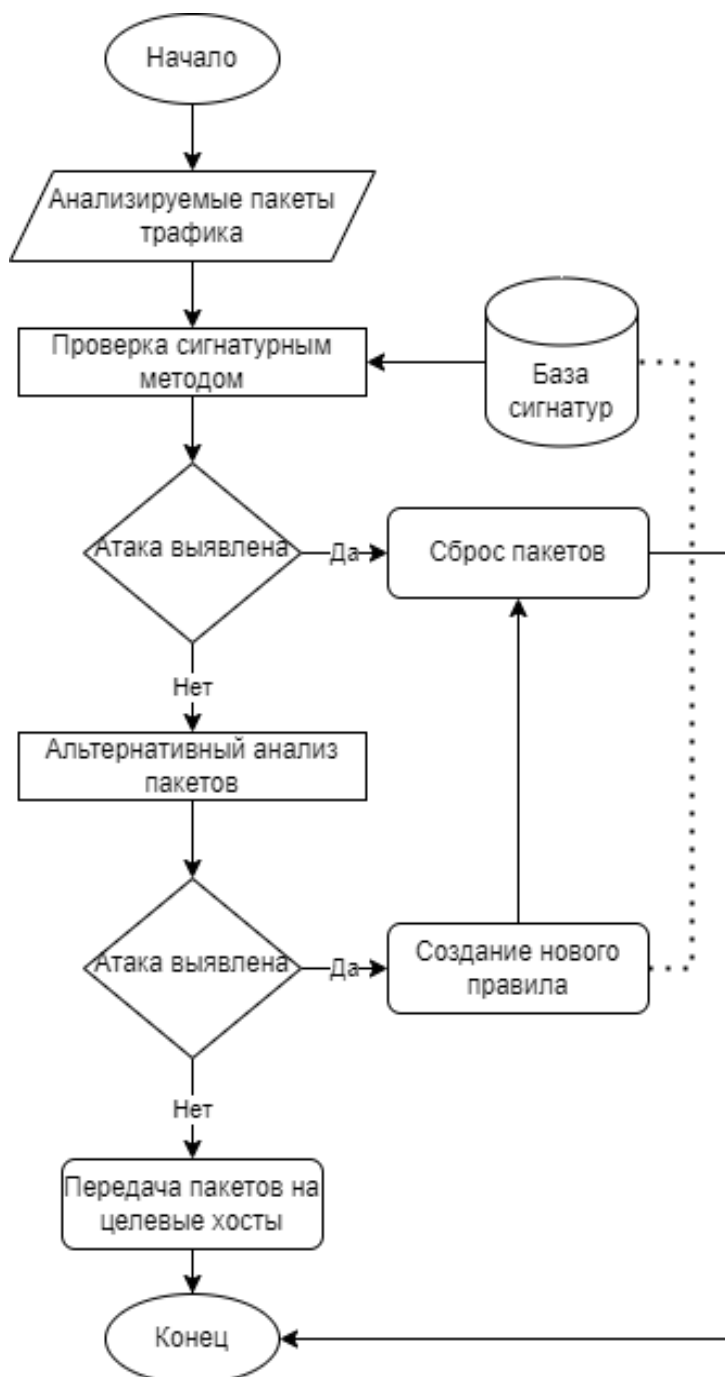 Начало
Анализируемые пакеты
трафика
Проверка сигнатурным
методом
База
сигнатур
Атака выявлена
Да
Сброс пакетов
Нет
Альтернативный анализ
пакетов
Атака выявлена
Да
Создание нового
правила
Нет
Передача пакетов на
целевые хосты
Конец